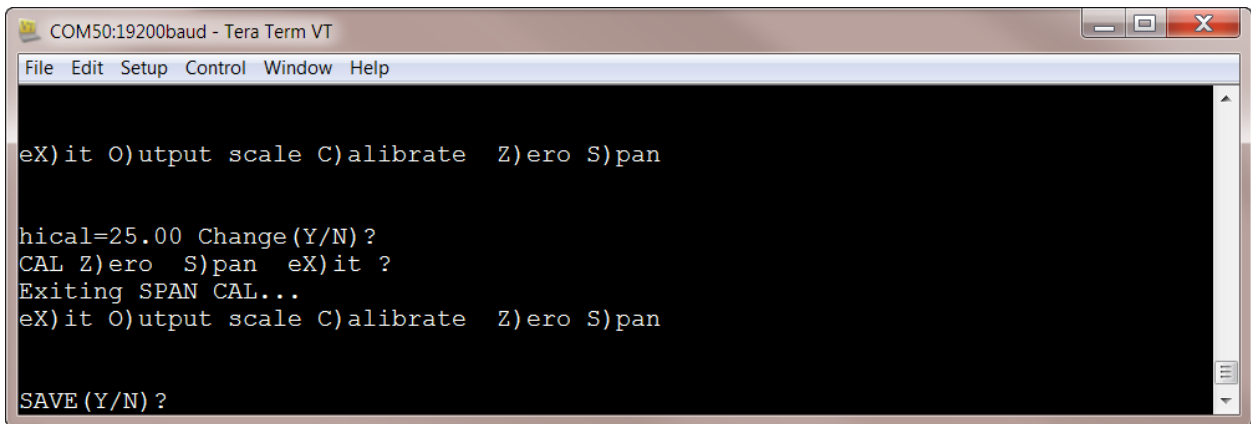 COM50:19200baud - Tera Term VT
File Edit Setup Control Window Help
eX)it O)utput scale C)alibrate  Z)ero S)pan
hical=25.00 Change(Y/N)?
CAL Z)ero  S)pan  eX)it ?
Exiting SPAN CAL...
eX)it O)utput scale C)alibrate  Z)ero S)pan
SAVE(Y/N)?